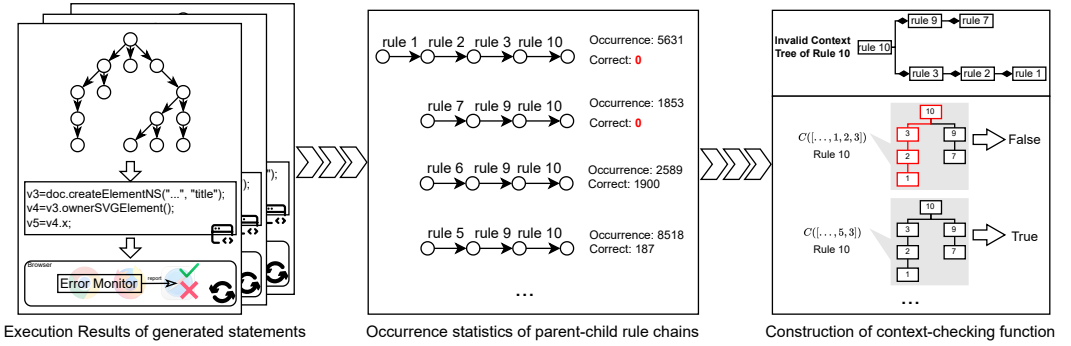 v3=doc.createElementNS("...", "title");
v4=v3.ownerSVGElement();
v5=v4.x;
);
);
Browser
Error Monitor
report
Execution Results of generated statements
rule 1 rule 2 rule 3 rule 10
Occurrence: 5631
Correct: 0
rule 7 rule 9 rule 10
Occurrence: 1853
Correct: 0
rule 6 rule 9 rule 10
Occurrence: 2589
Correct: 1900
rule 5 rule 9 rule 10
Occurrence: 8518
Correct: 187
...
Occurrence statistics of parent-child rule chains
Invalid Context
Tree of Rule 10
rule 10
rule 9
rule 7
rule 3
rule 2
rule 1
C([...,1,2,3])
Rule 10
10
3
9
2
7
1
False
C([...,5,3])
Rule 10
10
3
9
2
7
1
True
...
Construction of context-checking function